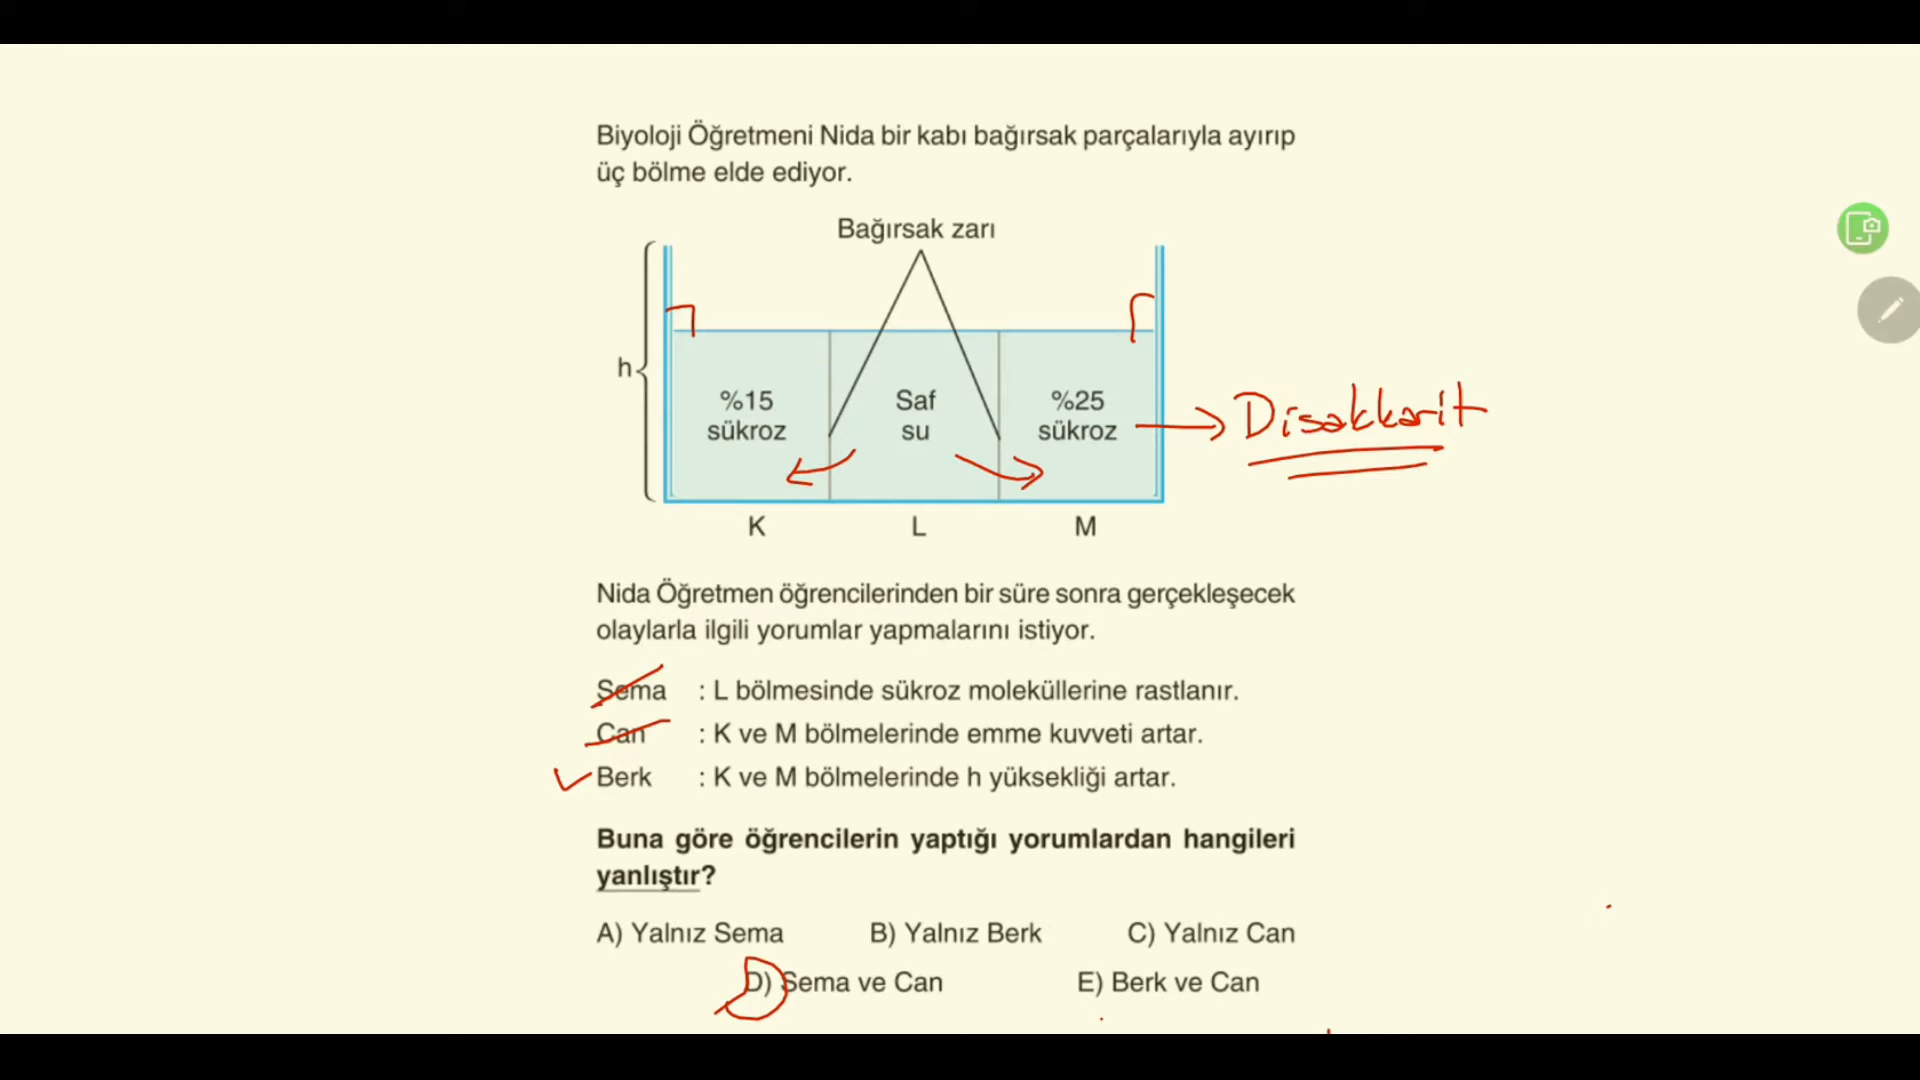 Biyoloji Öğretmeni Nida bir kabı bağırsak parçalarıyla ayırıp
üç bölme elde ediyor.
Bağırsak zarı
h
%15
sükroz
Saf
su
%25
sükroz
Disakkarit
K
L
M
Nida Öğretmen öğrencilerinden bir süre sonra gerçekleşecek
olaylarla ilgili yorumlar yapmalarını istiyor.
Sema : L bölmesinde sükroz moleküllerine rastlanır.
Can : K ve M bölmelerinde emme kuvveti artar.
Berk : K ve M bölmelerinde h yüksekliği artar.
Buna göre öğrencilerin yaptığı yorumlardan hangileri
yanlıştır?
A) Yalnız Sema B) Yalnız Berk C) Yalnız Can
D) Sema ve Can E) Berk ve Can